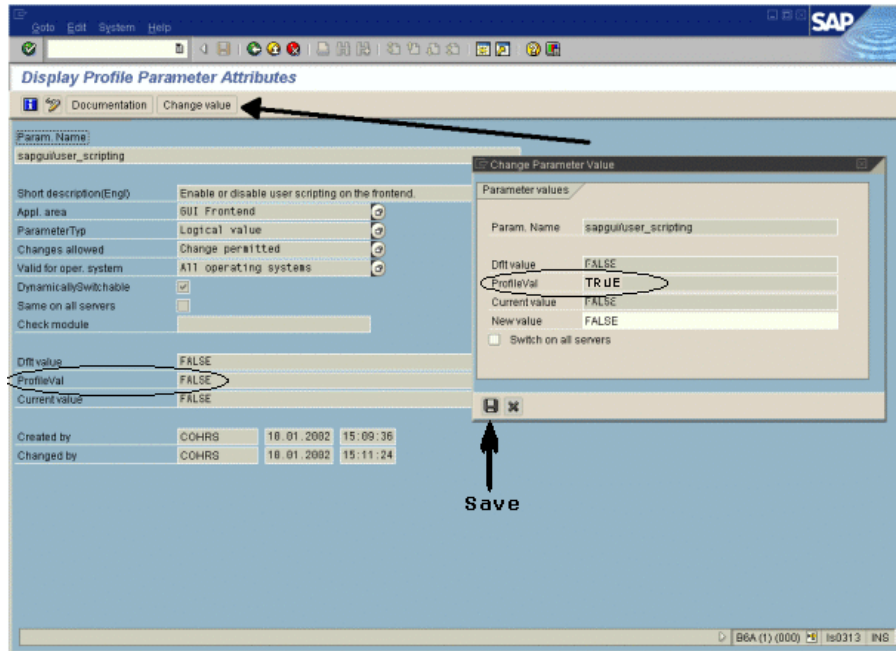 Goto Edit System Help
SAP
Display Profile Parameter Attributes
Documentation Change value
Param. Name
sapgui/user_scripting
Short description(Engl) Enable or disable user scripting on the frontend.
Appl. area GUI Frontend
ParameterTyp Logical value
Changes allowed Change permitted
Valid for oper. system All operating systems
DynamicallySwitchable
Same on all servers
Check module
Dflt value FALSE
ProfileVal FALSE
Current value FALSE
Created by COHRS 10.01.2002 15:09:36
Changed by COHRS 10.01.2002 15:11:24
Change Parameter Value
Parameter values
Param. Name sapgui/user_scripting
Dflt value FALSE
ProfileVal TRUE
Current value FALSE
New value FALSE
Switch on all servers
Save
B6A (1) (000) ls0313 INS